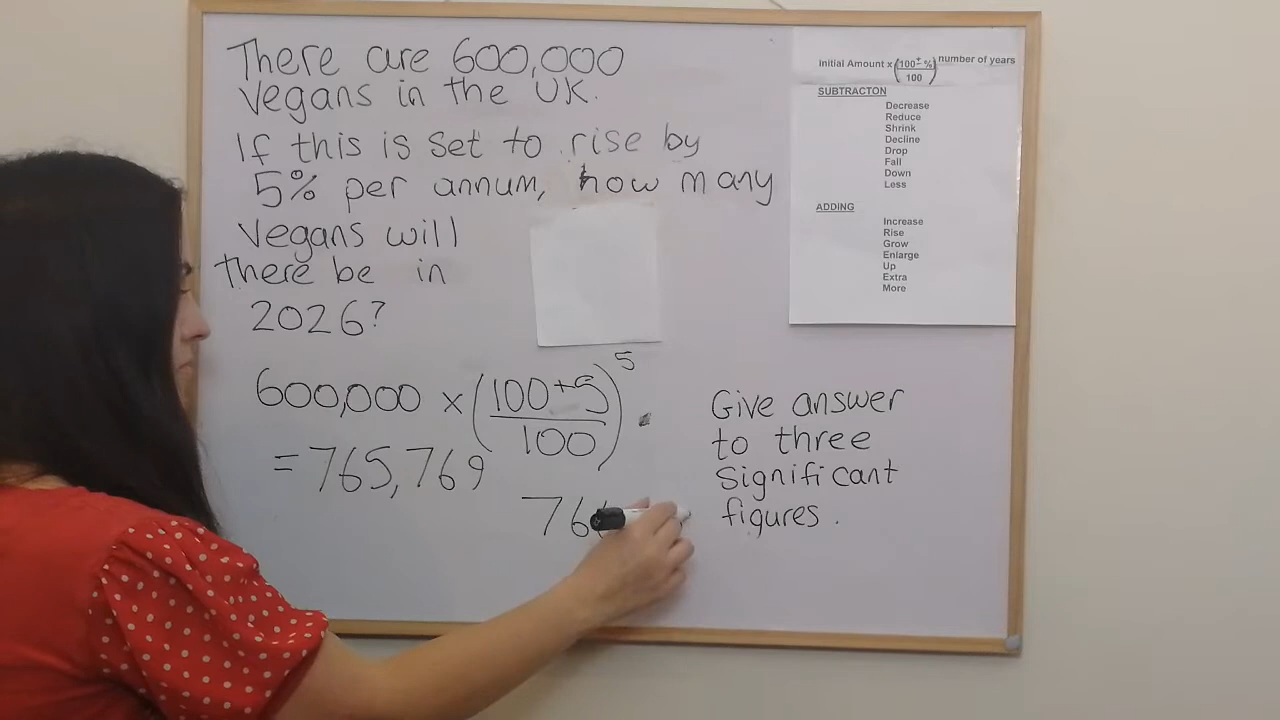 There are 600,000
Vegans in the UK.
If this is set to rise by
5% per annum, how many
Vegans will
there be in
2026?
600,000 × (100+5/100)^5
= 765,769
76
Give answer
to three
significant
figures.
Initial Amount x (100± %/100) number of years
SUBTRACTON
Decrease
Reduce
Shrink
Decline
Drop
Fall
Down
Less
ADDING
Increase
Rise
Grow
Enlarge
Up
Extra
More